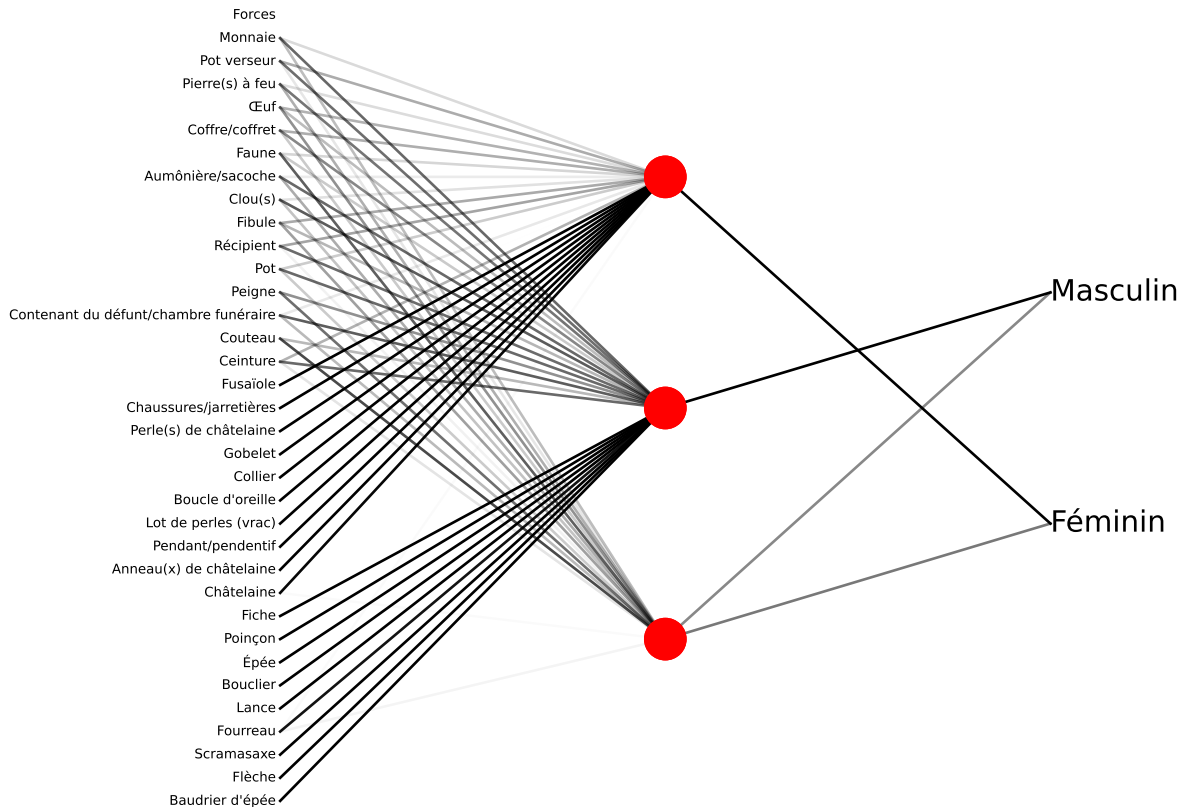 Forces
Monnaie
Pot verseur
Pierre(s) à feu
Œuf
Coffre/coffret
Faune
Aumônière/sacoche
Clou(s)
Fibule
Récipient
Pot
Peigne
Contenant du défunt/chambre funéraire
Couteau
Ceinture
Fusaïole
Chaussures/jarretières
Perle(s) de châtelaine
Gobelet
Collier
Boucle d'oreille
Lot de perles (vrac)
Pendant/pendentif
Anneau(x) de châtelaine
Châtelaine
Fiche
Poinçon
Épée
Bouclier
Lance
Fourreau
Scramasaxe
Flèche
Baudrier d'épée
Masculin
Féminin